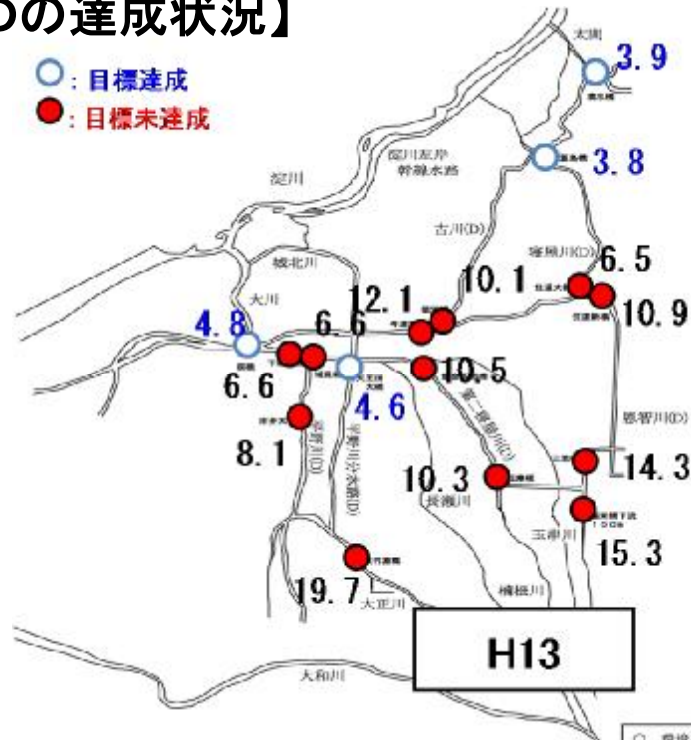 Dの達成状況】
：目標達成
：目標未達成
太間
3.9
3.8
淀川左岸
幹線水路
淀川
古川(D)
寝屋川(D)
城北川
大川
12.1
10.1
6.5
10.9
4.8
6.6
6.6
4.6
10.5
8.1
平野川(D)
平野川分水路(D)
第二寝屋川(D)
恩智川(D)
14.3
10.3
長瀬川
玉串川
15.3
19.7
大正川
楠根川
H13
大和川